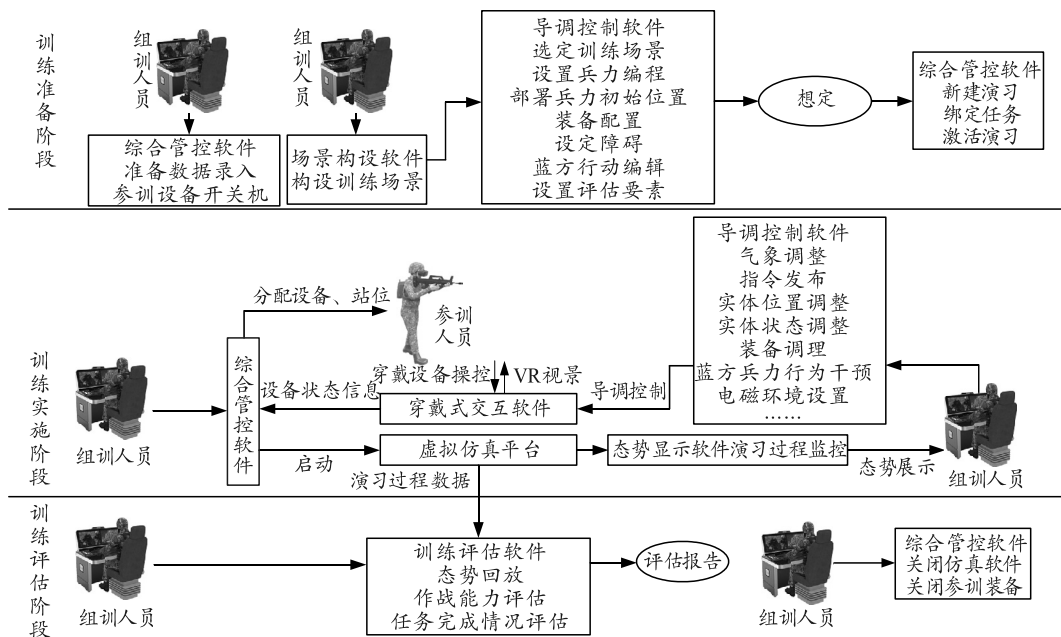 训练准备阶段
组训人员
综合管控软件
准备数据录入
参训设备开关机
组训人员
场景构设软件
构设训练场景
导调控制软件
选定训练场景
设置兵力编程
部署兵力初始位置
装备配置
设定障碍
蓝方行动编辑
设置评估要素
想定
综合管控软件
新建演习
绑定任务
激活演习
训练实施阶段
组训人员
综合管控软件
分配设备、站位
参训人员
穿戴设备操控
VR视景
设备状态信息
穿戴式交互软件
导调控制
导调控制软件
气象调整
指令发布
实体位置调整
实体状态调整
装备调理
蓝方兵力行为干预
电磁环境设置
……
启动
虚拟仿真平台
态势显示软件演习过程监控
态势展示
组训人员
演习过程数据
训练评估阶段
组训人员
训练评估软件
态势回放
作战能力评估
任务完成情况评估
评估报告
组训人员
综合管控软件
关闭仿真软件
关闭参训装备